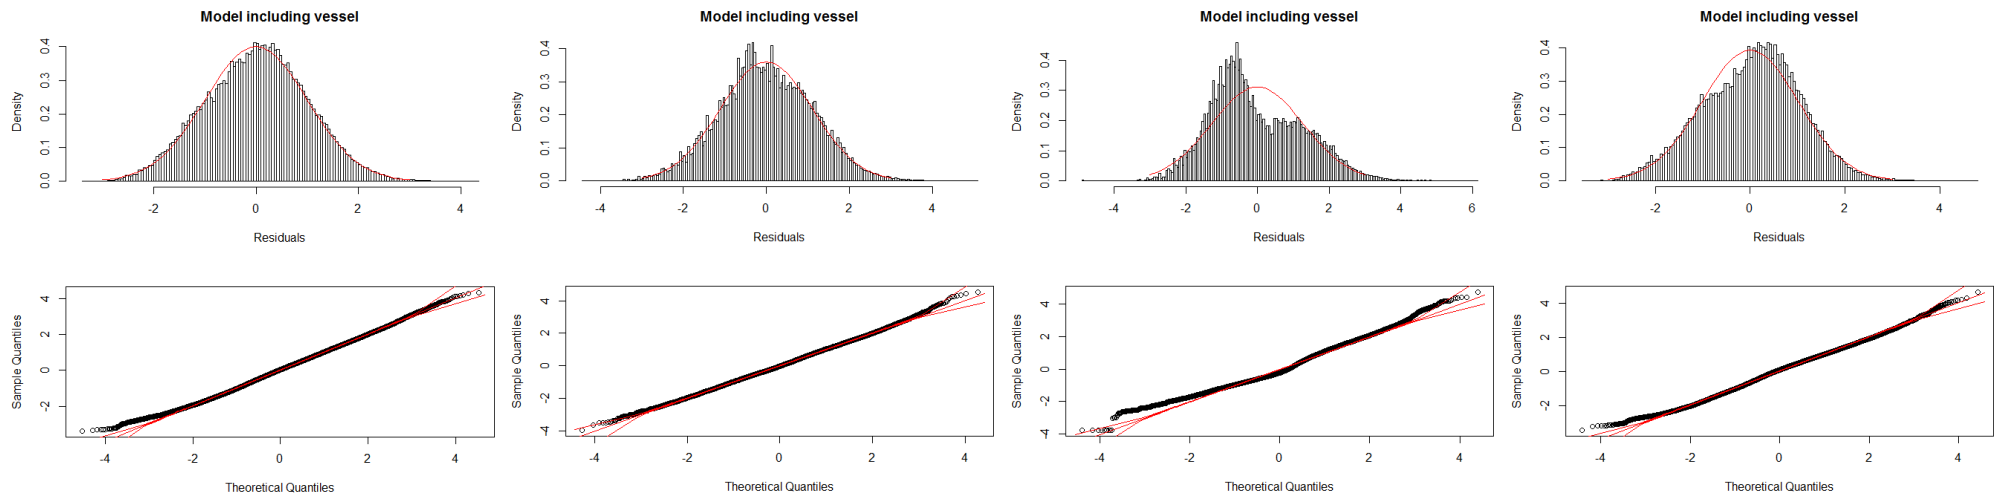 Model including vessel
Model including vessel
Model including vessel
Model including vessel
Density
0.0 0.1 0.2 0.3 0.4
Density
0.0 0.1 0.2 0.3 0.4
Density
0.0 0.1 0.2 0.3 0.4
Density
0.0 0.1 0.2 0.3 0.4
-2 0 2 4
-4 -2 0 2 4
-4 -2 0 2 4 6
-2 0 2 4
Residuals
Residuals
Residuals
Residuals
Sample Quantiles
-2 0 2 4
Sample Quantiles
-4 -2 0 2 4
Sample Quantiles
-4 -2 0 2 4
Sample Quantiles
-2 0 2 4
-4 -2 0 2 4
-4 -2 0 2 4
-4 -2 0 2 4
-4 -2 0 2 4
Theoretical Quantiles
Theoretical Quantiles
Theoretical Quantiles
Theoretical Quantiles